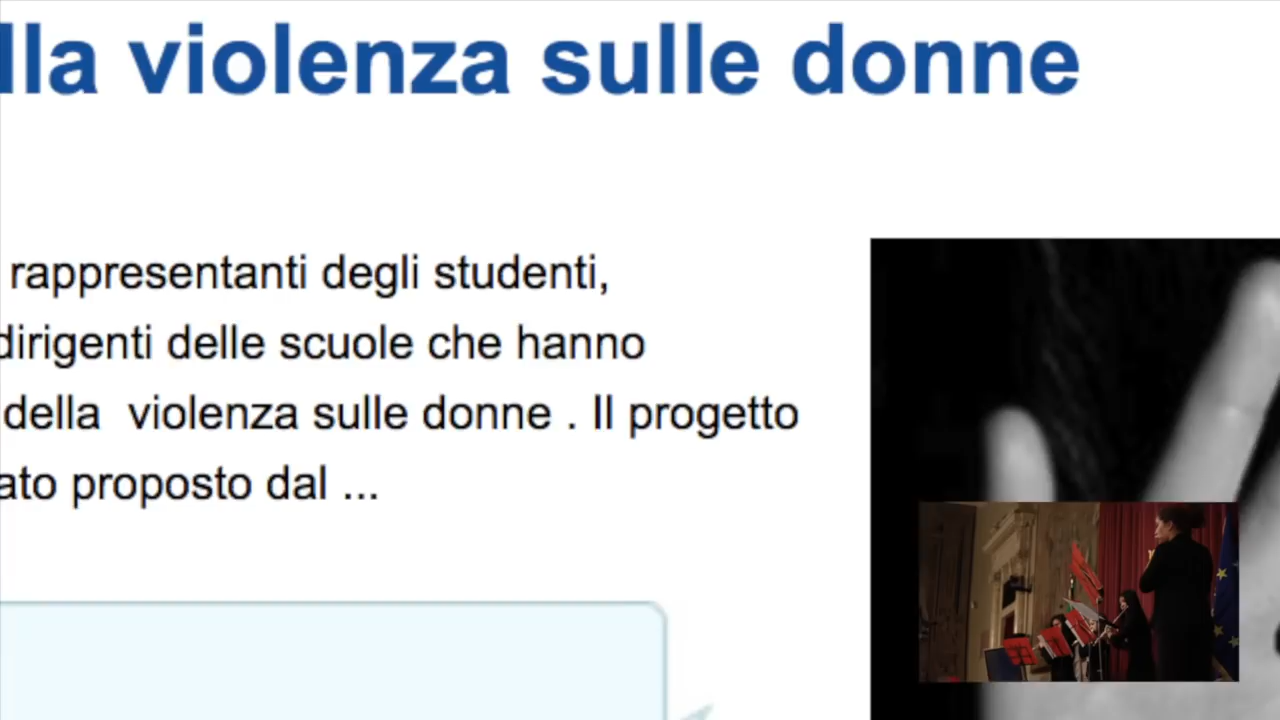 lla violenza sulle donne
rappresentanti degli studenti,
dirigenti delle scuole che hanno
della violenza sulle donne . Il progetto
ato proposto dal ...